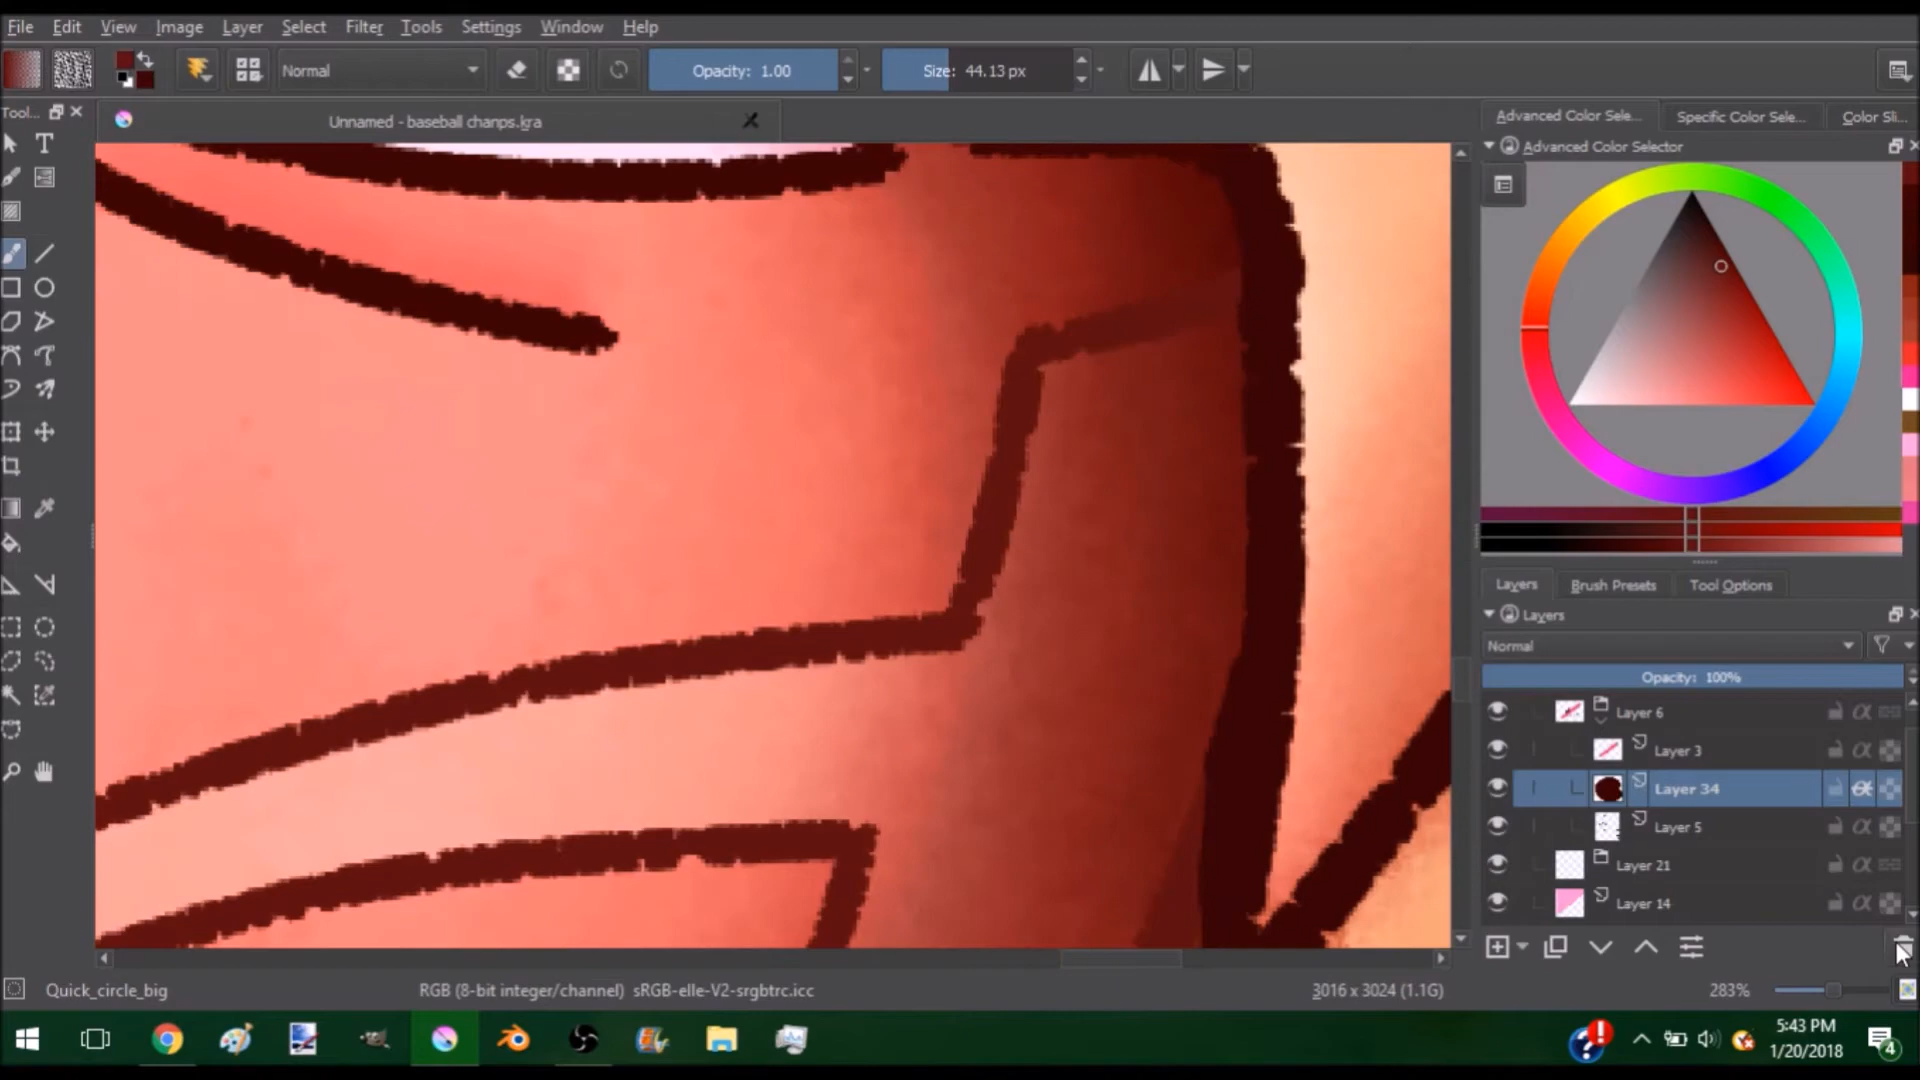 File Edit View Image Layer Select Filter Tools Settings Window Help
Normal Opacity: 1.00 Size: 44.13 px
Tool...
Unnamed - baseball chanps.kra
Advanced Color Sele... Specific Color Sele... Color Sli...
Advanced Color Selector
Layers Brush Presets Tool Options
Layers
Normal
Opacity: 100%
Layer 6
Layer 3
Layer 34
Layer 5
Layer 21
Layer 14
Quick_circle_big RGB (8-bit integer/channel) sRGB-elle-V2-srgbtrc.icc 3016 x 3024 (1.1G) 283%
5:43 PM
1/20/2018
4